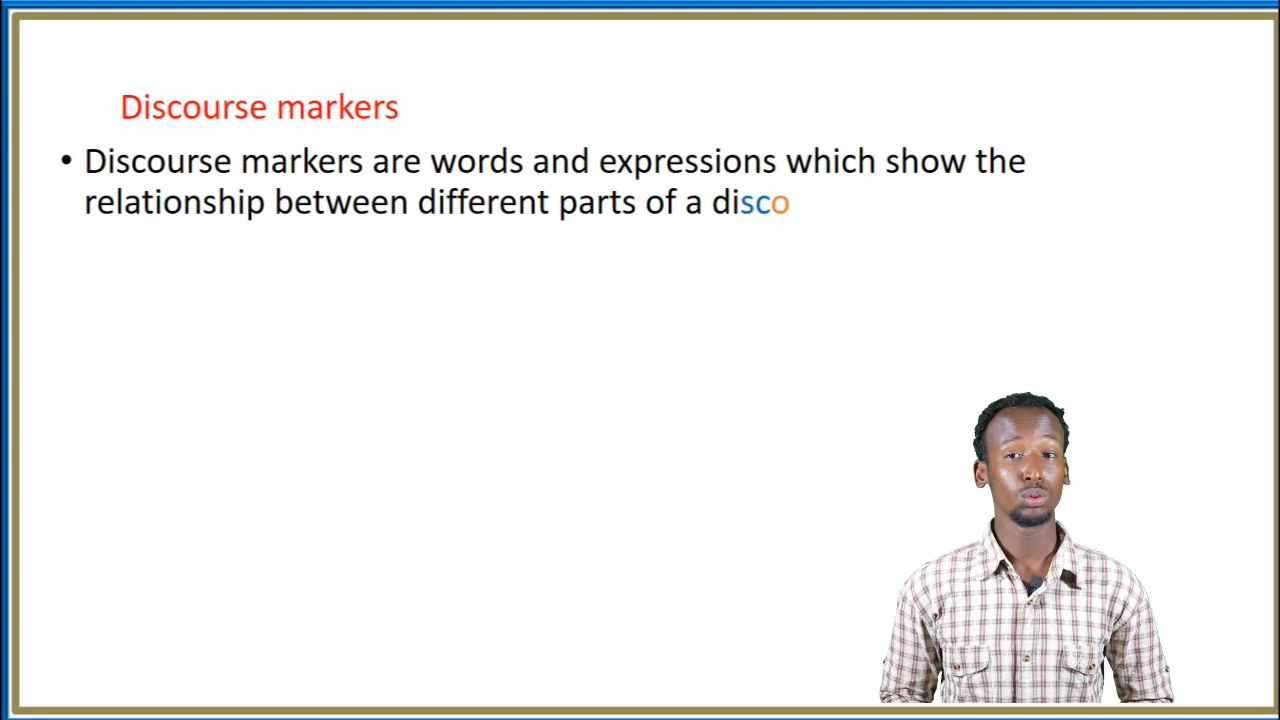 Discourse markers
• Discourse markers are words and expressions which show the
relationship between different parts of a disco